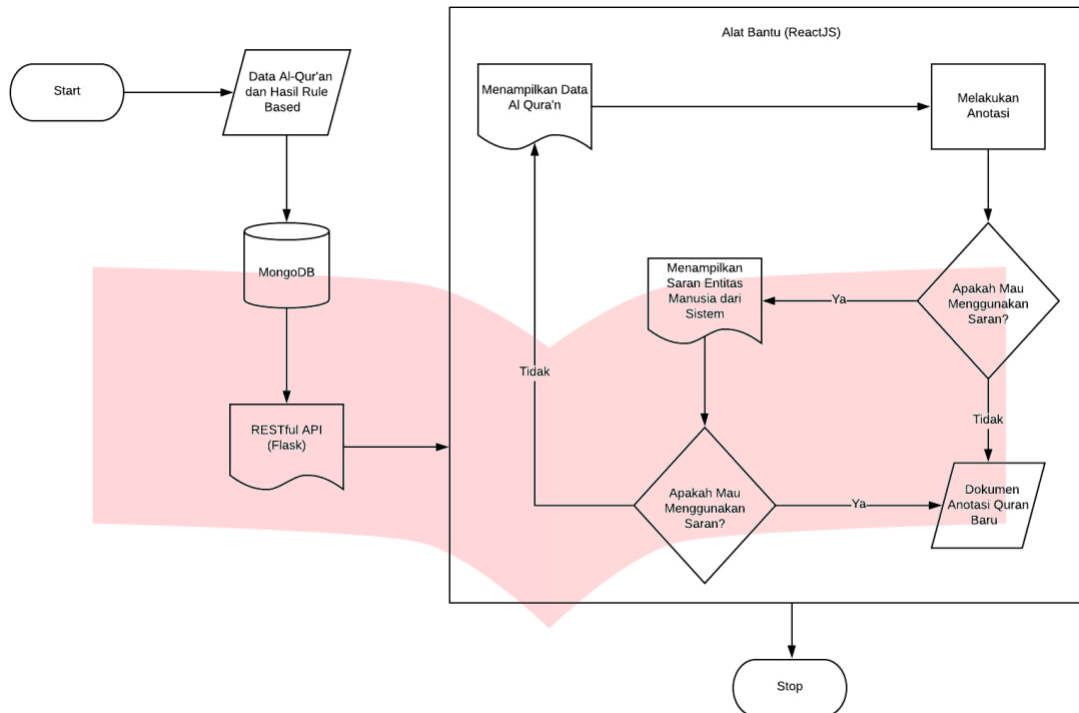 Alat Bantu (ReactJS)
Start
Data Al-Qur'an
dan Hasil Rule
Based
Menampilkan Data
Al Qura'n
Melakukan
Anotasi
MongoDB
Menampilkan
Saran Entitas
Manusia dari
Sistem
Ya
Apakah Mau
Menggunakan
Saran?
Tidak
Tidak
RESTful API
(Flask)
Apakah Mau
Menggunakan
Saran?
Ya
Dokumen
Anotasi Quran
Baru
Stop